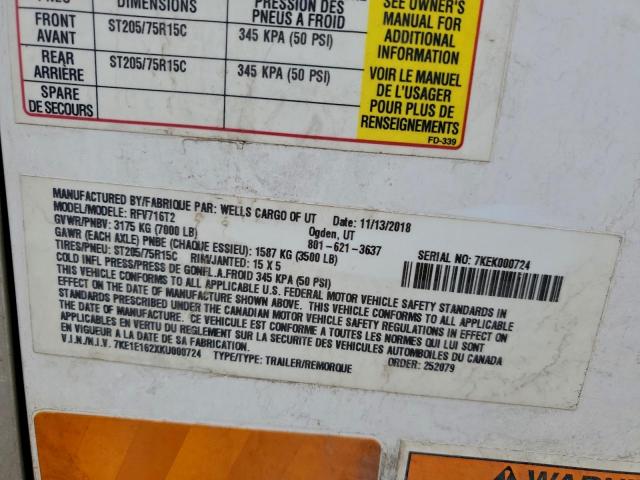 DIMENSIONS
PRESSION DES
PNEUS A FROID
FRONT
AVANT ST205/75R15C 345 KPA (50 PSI)
REAR
ARRIÈRE ST205/75R15C 345 KPA (50 PSI)
SPARE
DE SECOURS
SEE OWNER'S
MANUAL FOR
ADDITIONAL
INFORMATION
VOIR LE MANUEL
DE L'USAGER
POUR PLUS DE
RENSEIGNEMENTS
FD-339
MANUFACTURED BY/FABRIQUE PAR: WELLS CARGO OF UT Date: 11/13/2018
MODEL/MODELE: RFV716T2 Ogden, UT
GVWR/PNBV: 3175 KG (7000 LB) 801-621-3637
GAWR (EACH AXLE) PNBE (CHAQUE ESSIEU): 1587 KG (3500 LB) SERIAL NO: 7KEK000724
TIRES/PNEU: ST205/75R15C RIM/JANTED: 15 X 5
COLD INFL PRESS/PRESS DE GONFL A.FROID 345 KPA (50 PSI)
THIS VEHICLE CONFORMS TO ALL APPLICABLE U.S. FEDERAL MOTOR VEHICLE SAFETY STANDARDS IN
EFFECT ON THE DATE OF MANUFACTURE SHOWN ABOVE. THIS VEHICLE CONFORMS TO ALL APPLICABLE
STANDARDS PRESCRIBED UNDER THE CANADIAN MOTOR VEHICLE SAFETY REGULATIONS IN EFFECT ON
THE DATE OF MANUFACTURE. CE VEHICULE EST CONFORME A TOUTES LES NORMES QUI LUI SONT
APPLICABLES EN VERTU DU REGLEMENT SUR LA SECURITE DES VEHICULES AUTOMBOILES DU CANADA
EN VIGUEUR A LA DATE DE SA FABRICATION. ORDER: 252079
V.I.N./N.I.V. 7KE1E162XKU000724 TYPE/TYPE: TRAILER/REMORQUE